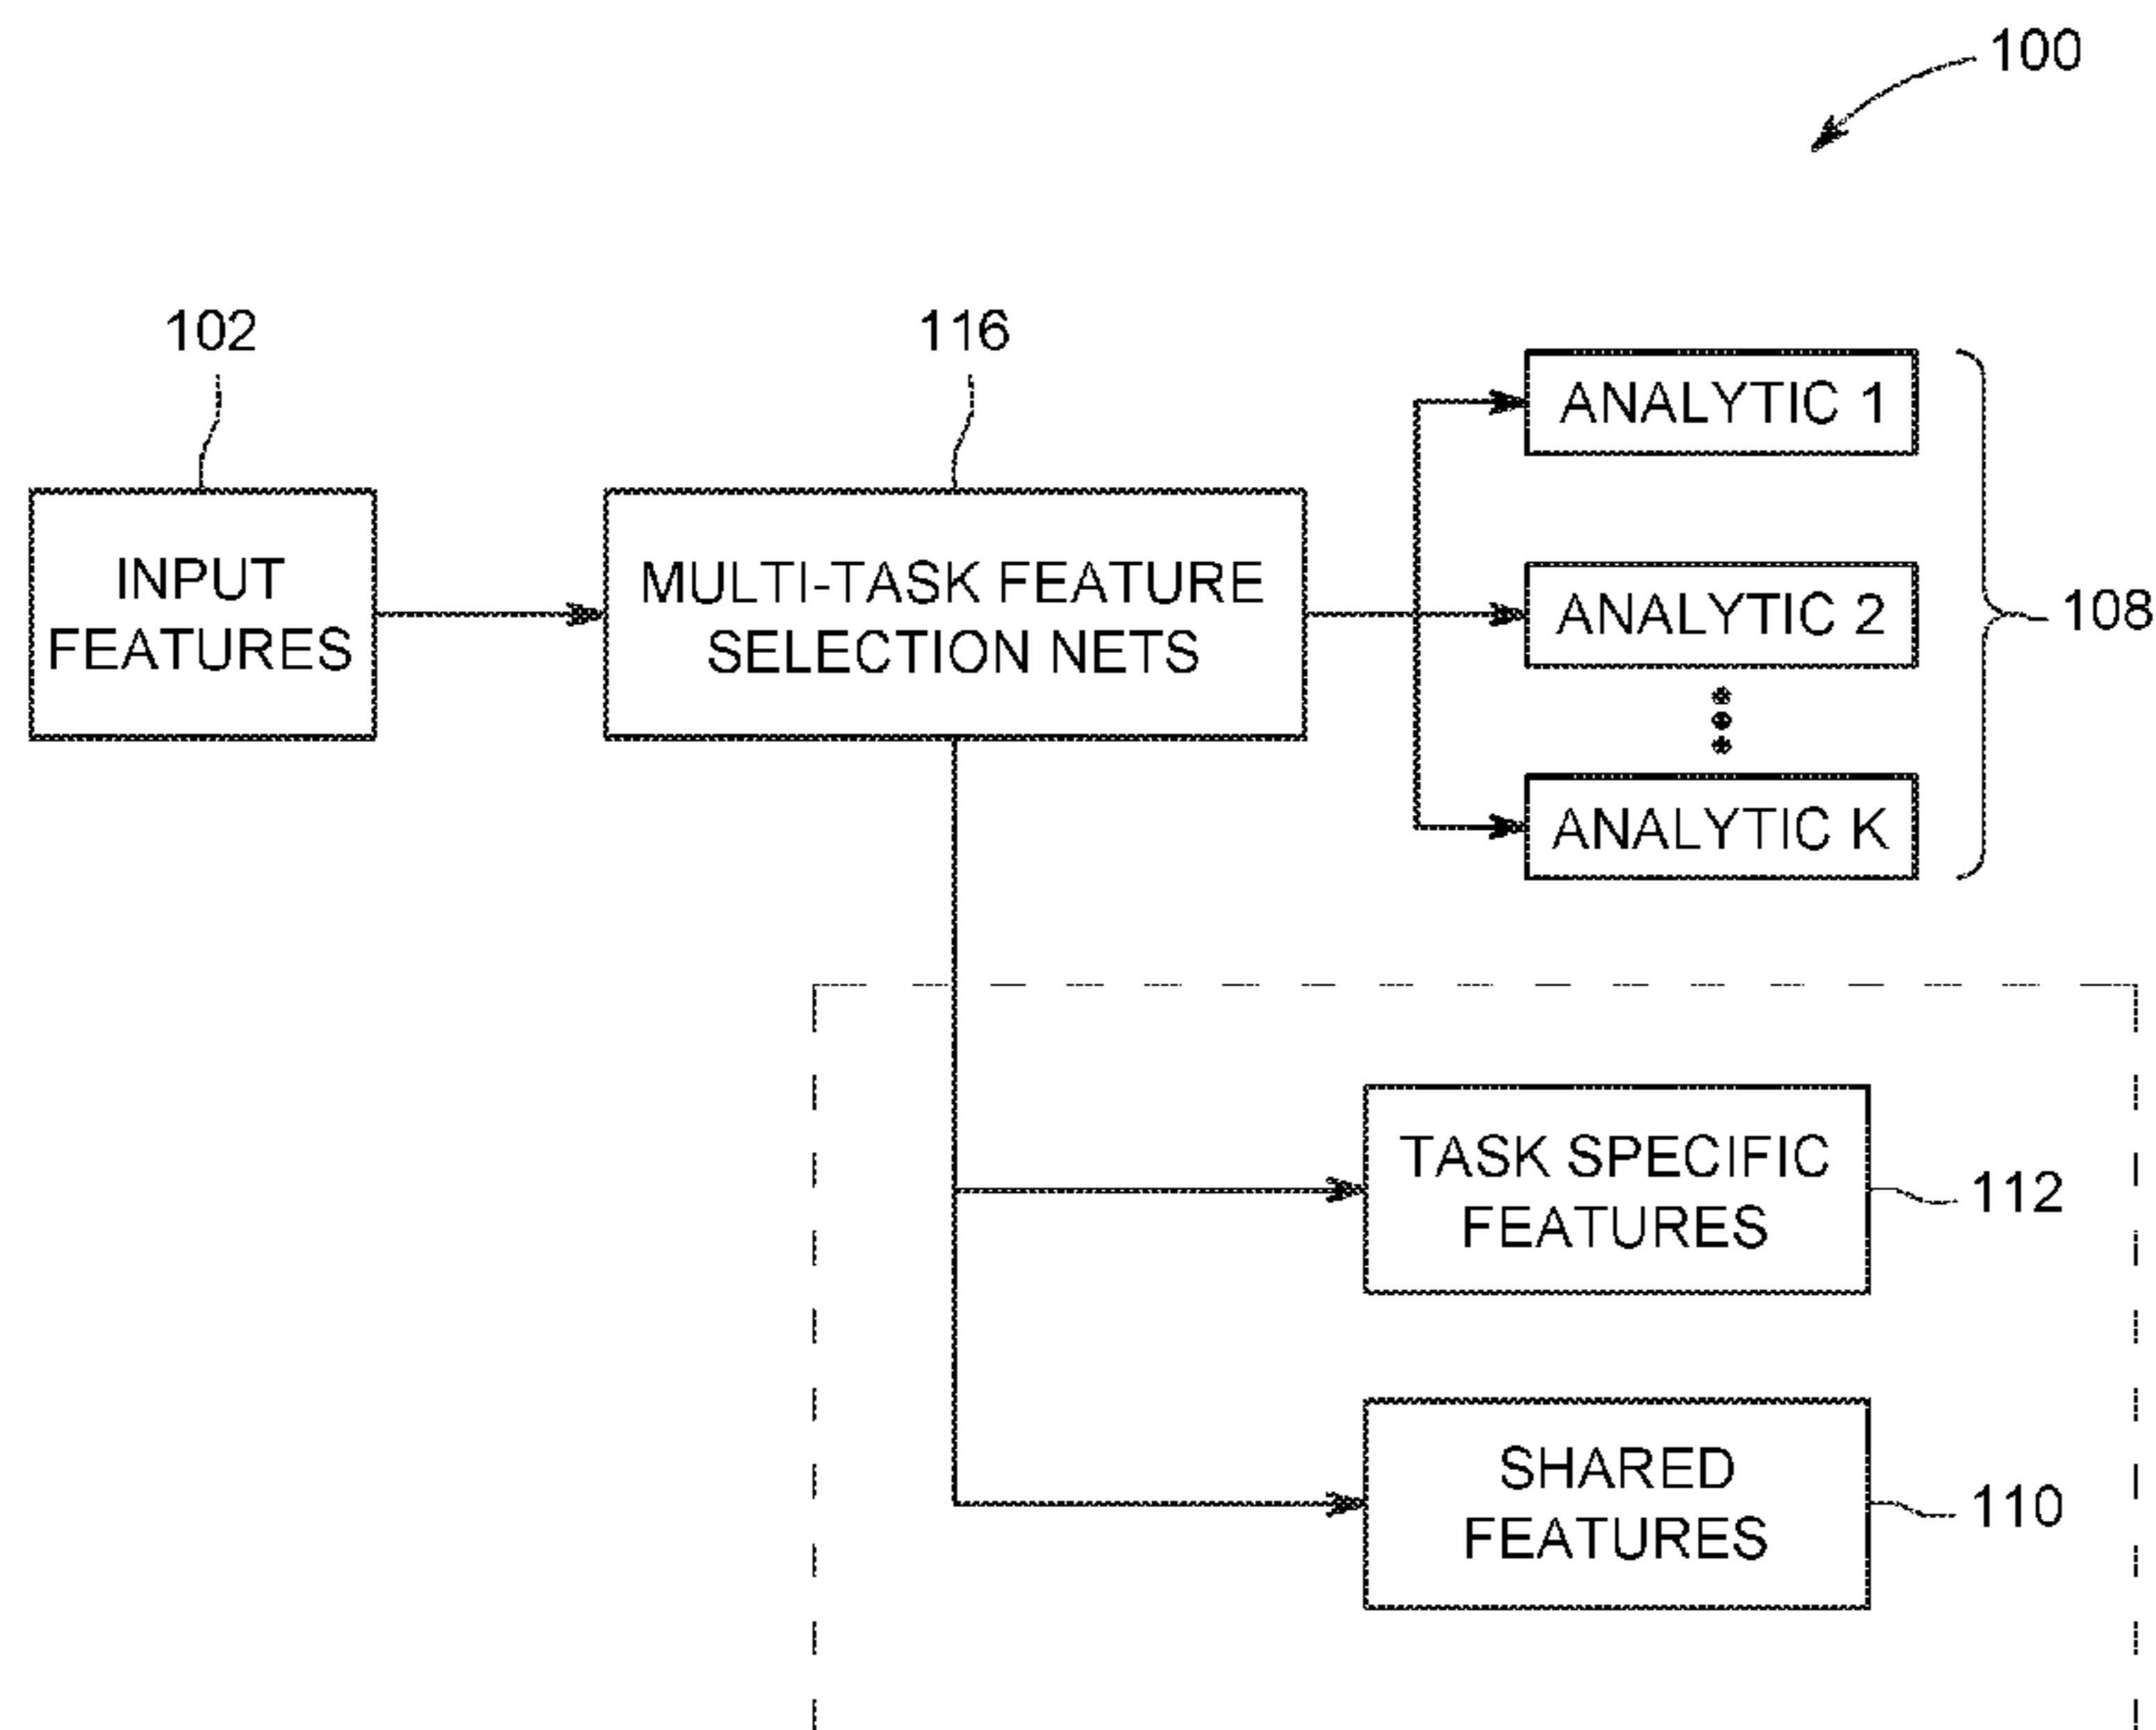 100
102
116
ANALYTIC 1
INPUT
FEATURES
MULTI-TASK FEATURE
SELECTION NETS
ANALYTIC 2
108
ANALYTIC K
TASK SPECIFIC
FEATURES
112
SHARED
FEATURES
110